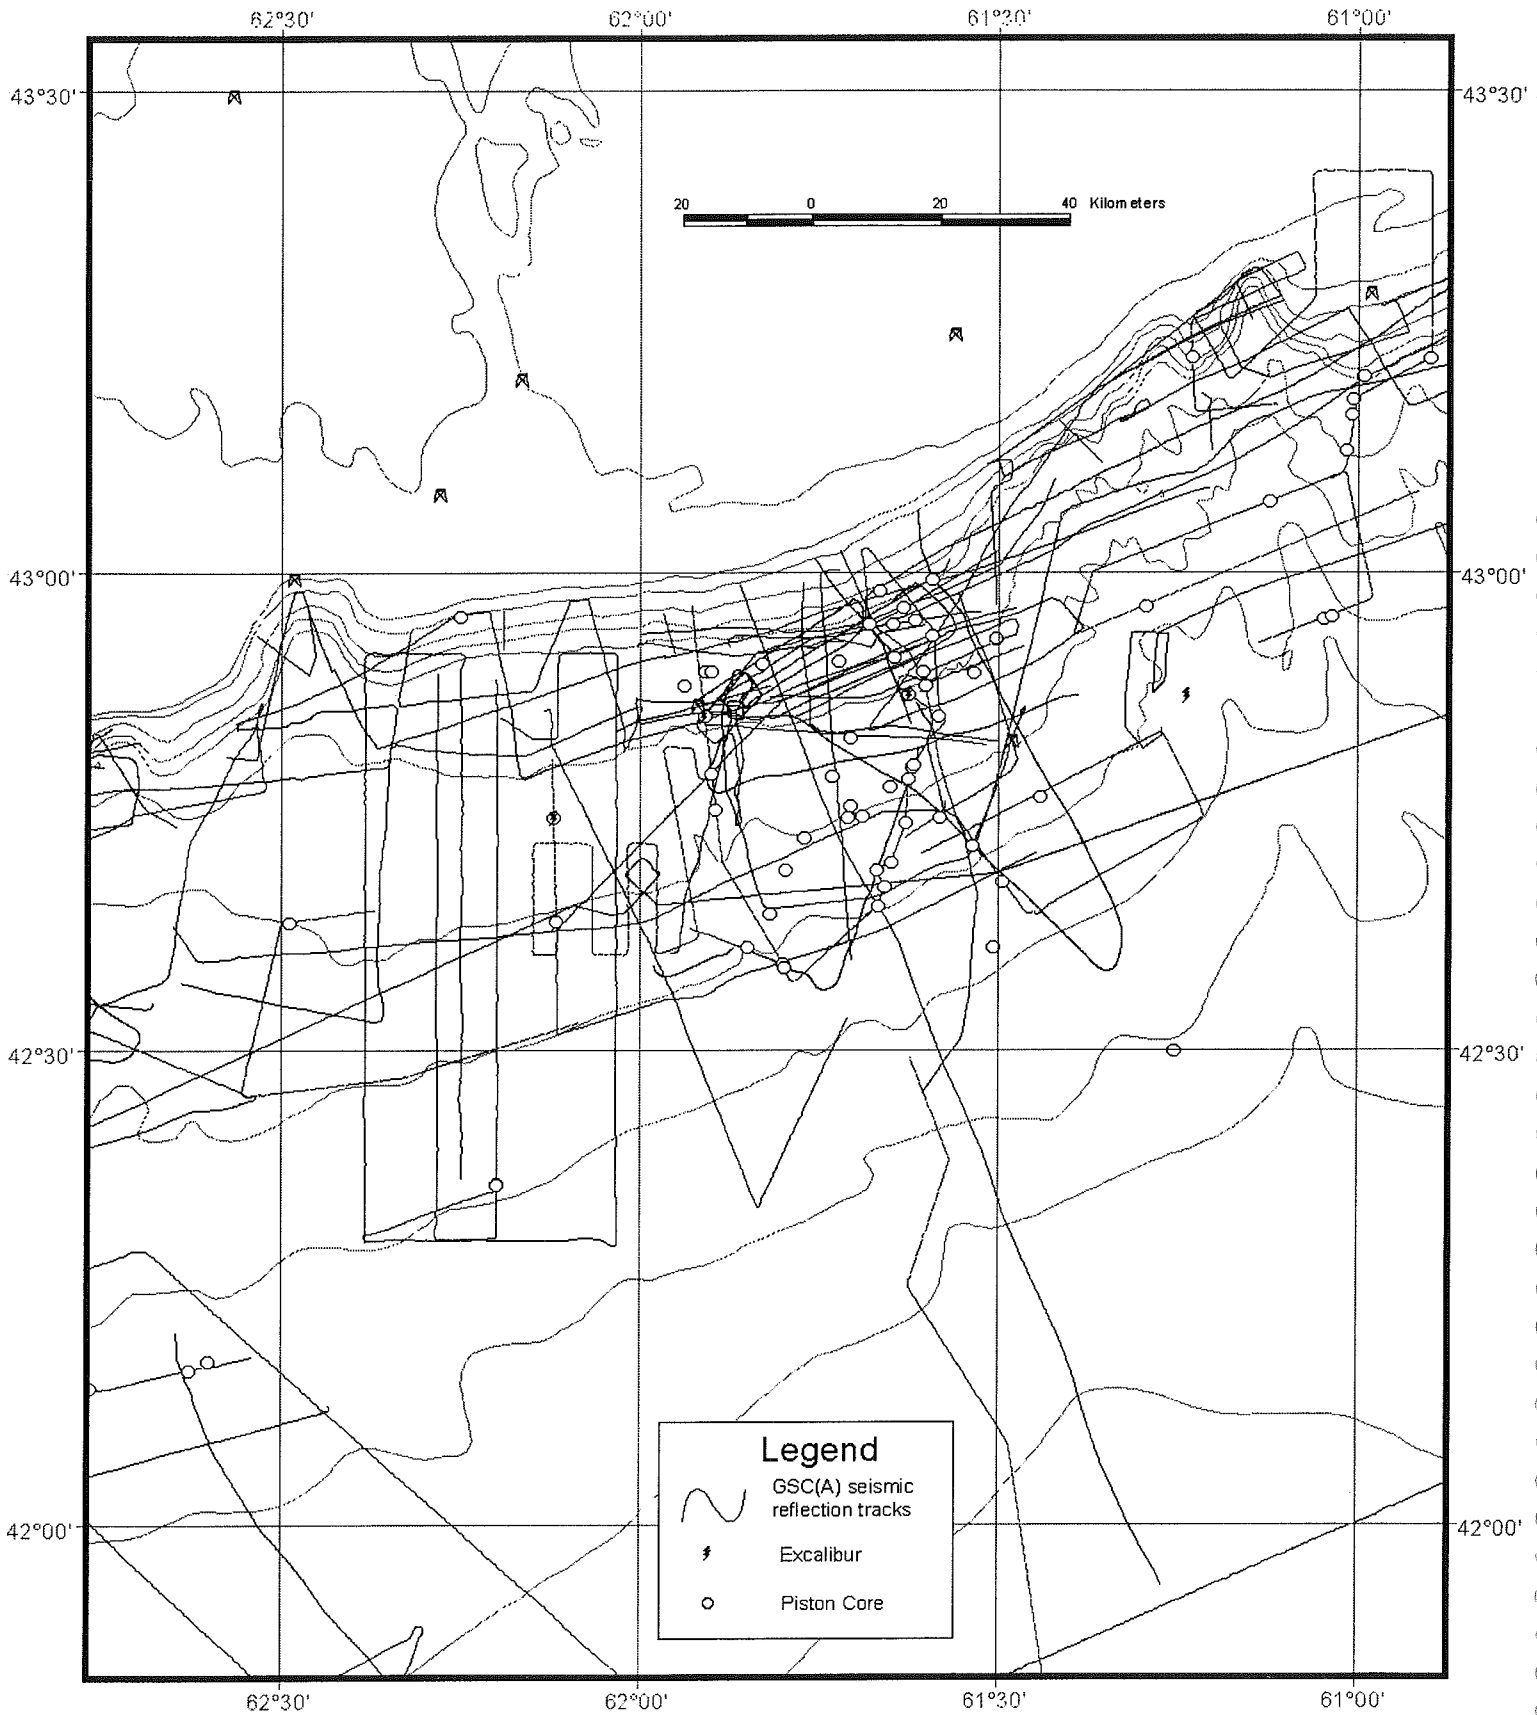 62°30' 62°00' 61°30' 61°00'
43°30' 43°30'
20 0 20 40 Kilometers
43°00' 43°00'
42°30' 42°30'
Legend
GSC(A) seismic
reflection tracks
Excalibur
Piston Core
42°00' 42°00'
62°30' 62°00' 61°30' 61°00'